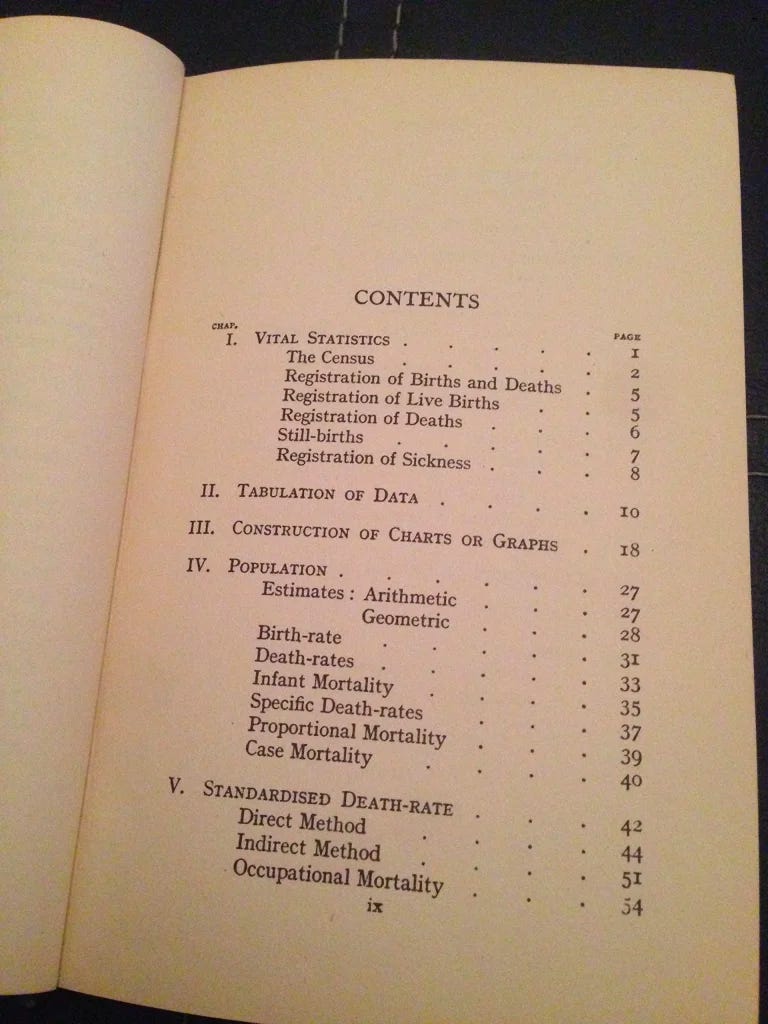 CONTENTS
CHAP. PAGE
I. VITAL STATISTICS . . . . . 1
The Census . . . . . 2
Registration of Births and Deaths . 5
Registration of Live Births . . 5
Registration of Deaths . . . 6
Still-births . . . . 7
Registration of Sickness . . . 8
II. TABULATION OF DATA . . . . 10
III. CONSTRUCTION OF CHARTS OR GRAPHS . 18
IV. POPULATION . . . . . . 27
Estimates : Arithmetic . . . 27
Geometric . . . 28
Birth-rate . . . . . 31
Death-rates . . . . . 33
Infant Mortality . . . . 35
Specific Death-rates . . . 37
Proportional Mortality . . . 39
Case Mortality . . . . 40
V. STANDARDISED DEATH-RATE . . . 42
Direct Method . . . . 44
Indirect Method . . . . 51
Occupational Mortality . . . 54
ix